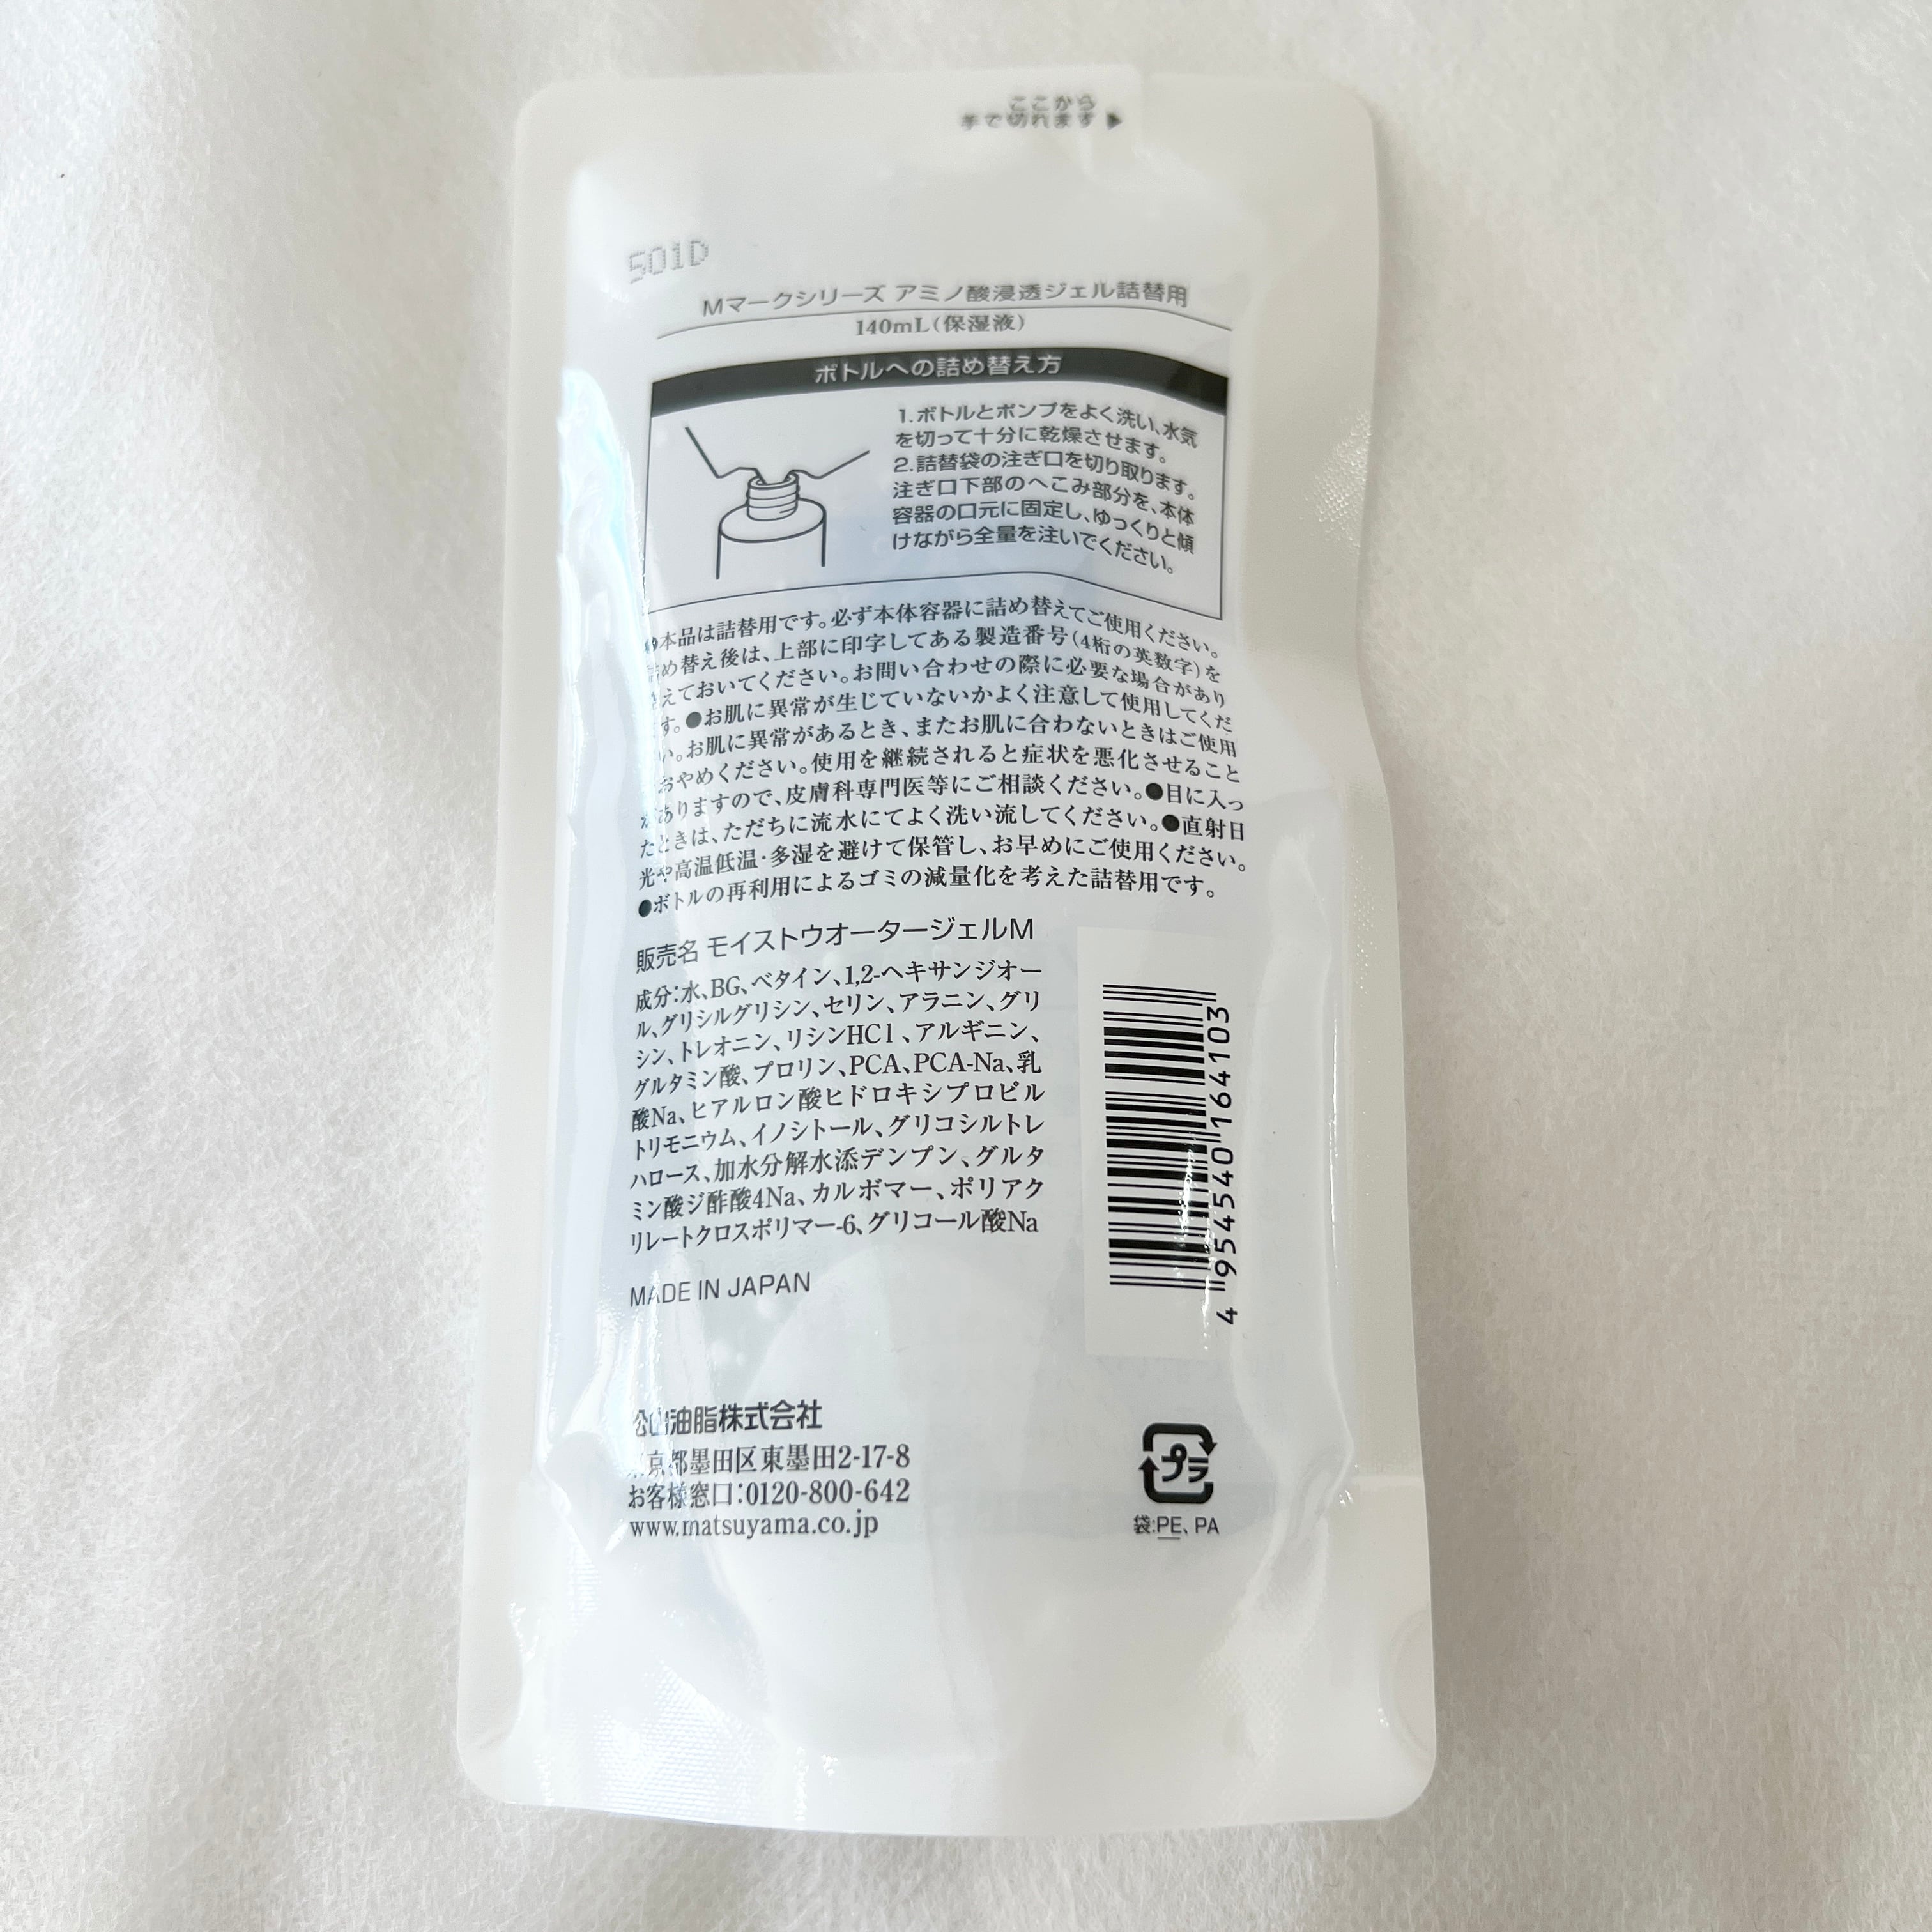 ここから
手で切れます▶
501D
Mマークシリーズ アミノ酸浸透ジェル詰替用
140mL(保湿液)
ボトルへの詰め替え方
1.ボトルとポンプをよく洗い、水気
を切って十分に乾燥させます。
2.詰替袋の注ぎ口を切り取ります。
注ぎ口下部のへこみ部分を、本体
容器の口元に固定し、ゆっくりと傾
けながら全量を注いでください。
●本品は詰替用です。必ず本体容器に詰め替えてご使用ください。
詰め替え後は、上部に印字してある製造番号(4桁の英数字)を
えておいてください。お問い合わせの際に必要な場合があり
す。●お肌に異常が生じていないかよく注意して使用してくだ
い。お肌に異常があるとき、またお肌に合わないときはご使用
おやめください。使用を継続されると症状を悪化させること
がありますので、皮膚科専門医等にご相談ください。●目に入っ
たときは、ただちに流水にてよく洗い流してください。●直射日
光や高温低温・多湿を避けて保管し、お早めにご使用ください。
●ボトルの再利用によるゴミの減量化を考えた詰替用です。
販売名 モイストウオータージェルM
成分:水、BG、ベタイン、1,2-ヘキサンジオー
ル、グリシルグリシン、セリン、アラニン、グリ
シン、トレオニン、リシンHCl、アルギニン、
グルタミン酸、プロリン、PCA、PCA-Na、乳
酸Na、ヒアルロン酸ヒドロキシプロピル
トリモニウム、イノシトール、グリコシルトレ
ハロース、加水分解水添デンプン、グルタ
ミン酸ジ酢酸4Na、カルボマー、ポリアク
リレートクロスポリマー-6、グリコール酸Na
MADE IN JAPAN
4 954540 164103
松山油脂株式会社
東京都墨田区東墨田2-17-8
お客様窓口:0120-800-642
www.matsuyama.co.jp
プラ
袋:PE、PA